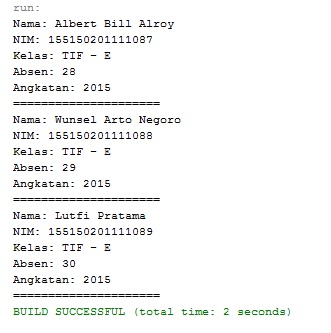 run:
Nama: Albert Bill Alroy
NIM: 155150201111087
Kelas: TIF - E
Absen: 28
Angkatan: 2015
=====================
Nama: Wunsel Arto Negoro
NIM: 155150201111088
Kelas: TIF - E
Absen: 29
Angkatan: 2015
=====================
Nama: Lutfi Pratama
NIM: 155150201111089
Kelas: TIF - E
Absen: 30
Angkatan: 2015
=====================
BUILD SUCCESSFUL (total time: 2 seconds)